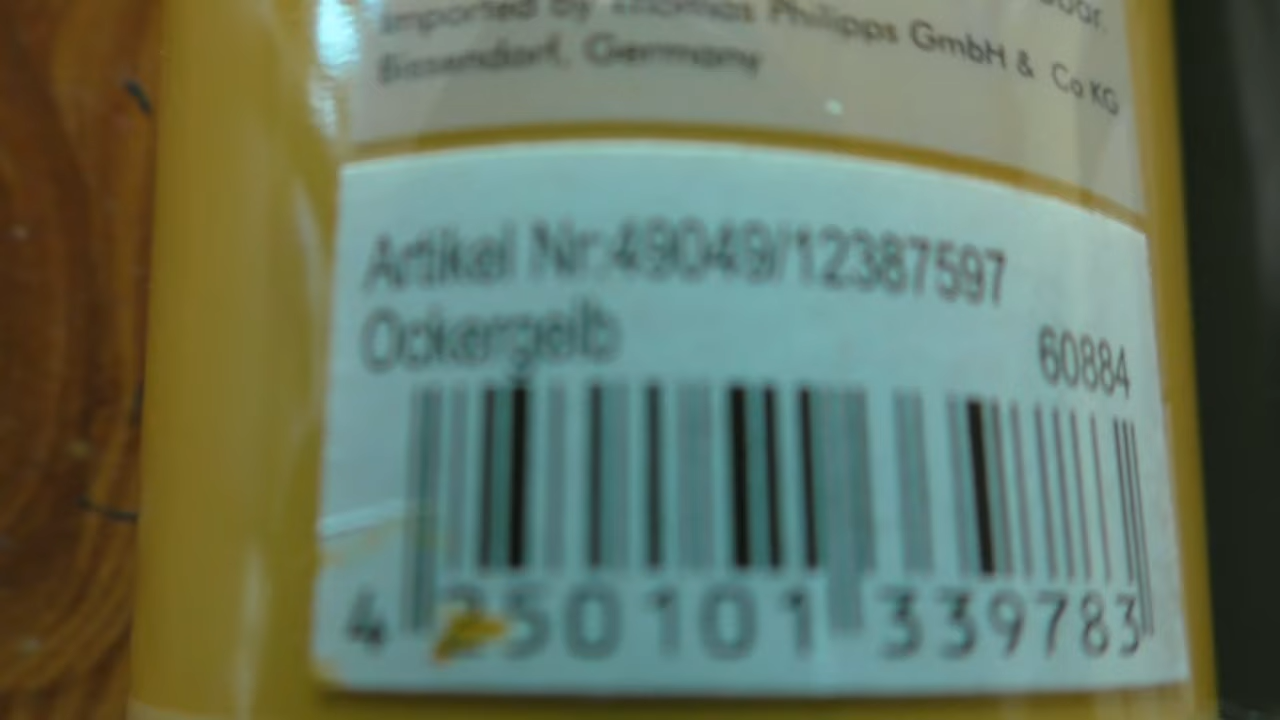 Imported by Thomas Philipps GmbH & Co KG
Bissendorf, Germany
Artikel Nr:49049/12387597
Ockergelb
60884
4 250101 339783